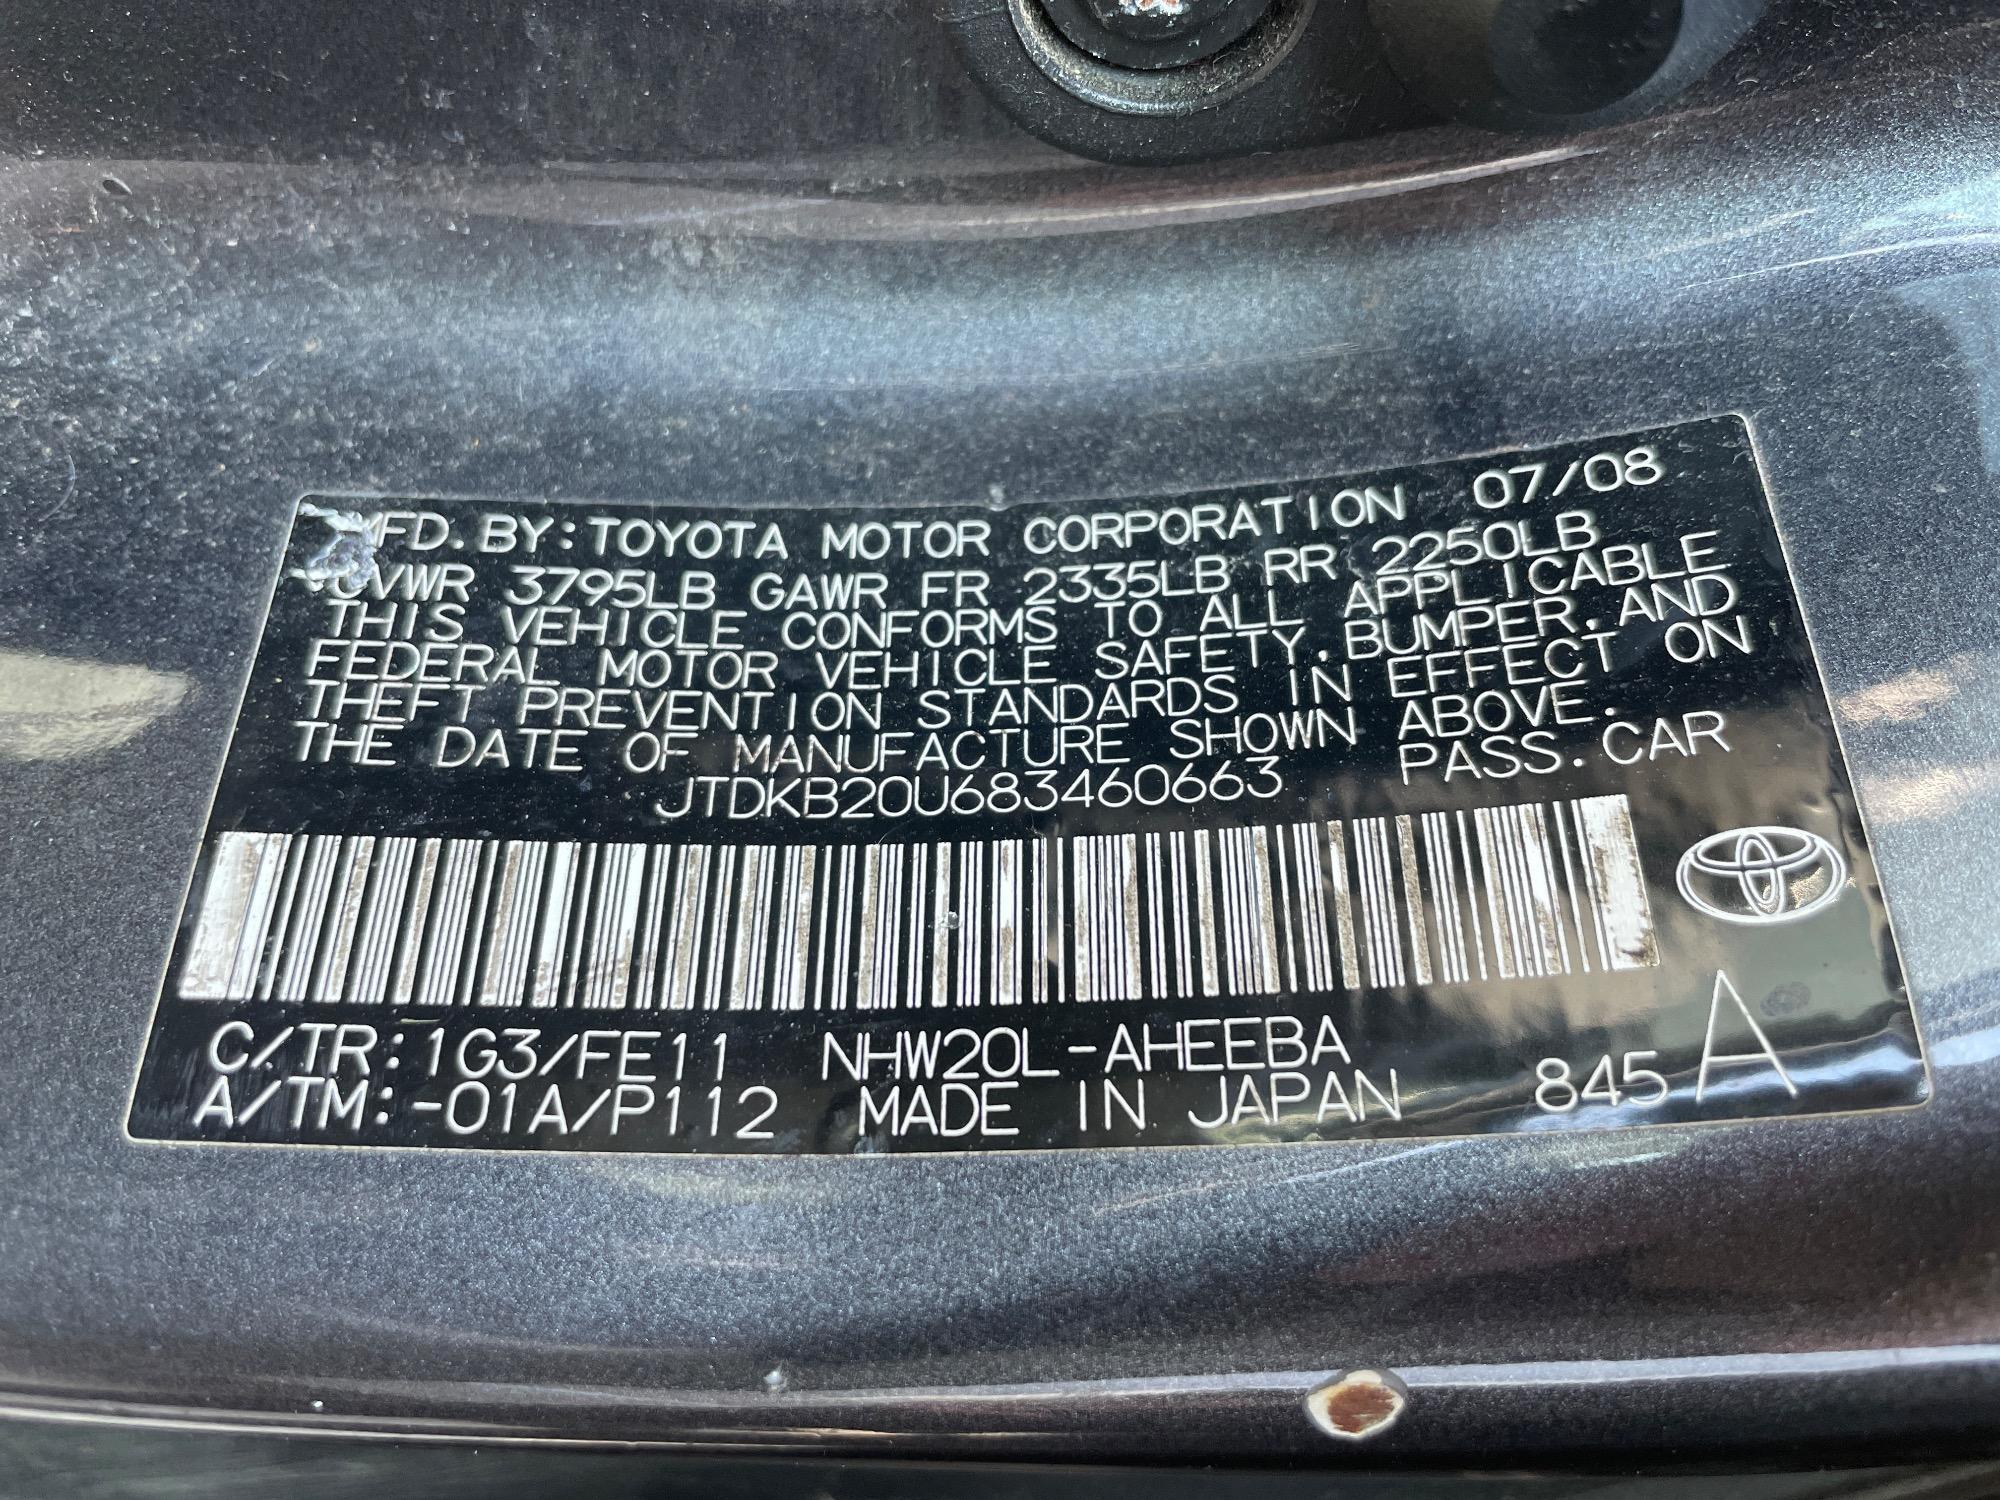 MFD. BY: TOYOTA MOTOR CORPORATION 07/08
GVWR 3795LB GAWR FR 2335LB RR 2250LB
THIS VEHICLE CONFORMS TO ALL APPLICABLE
FEDERAL MOTOR VEHICLE SAFETY, BUMPER, AND
THEFT PREVENTION STANDARDS IN EFFECT ON
THE DATE OF MANUFACTURE SHOWN ABOVE.
JTDKB20U683460663 PASS. CAR
C/TR: 1G3/FE11 NHW20L-AHEEBA
A/TM: -01A/P112 MADE IN JAPAN 845 A